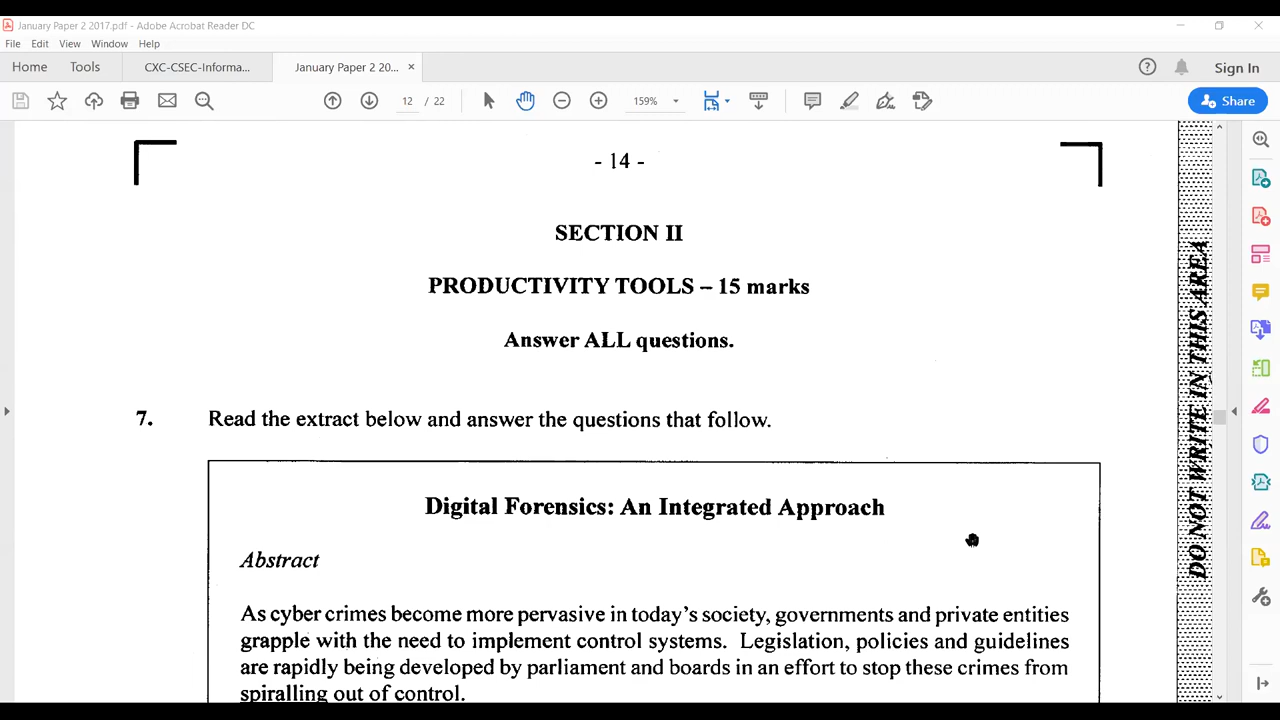 January Paper 2 2017.pdf - Adobe Acrobat Reader DC
File Edit View Window Help
Home Tools CXC-CSEC-Informa... January Paper 2 20... ×
Sign In
12 / 22 159% Share
- 14 -
SECTION II
PRODUCTIVITY TOOLS – 15 marks
Answer ALL questions.
7. Read the extract below and answer the questions that follow.
Digital Forensics: An Integrated Approach
Abstract
As cyber crimes become more pervasive in today's society, governments and private entities
grapple with the need to implement control systems. Legislation, policies and guidelines
are rapidly being developed by parliament and boards in an effort to stop these crimes from
spiralling out of control.
DO NOT WRITE IN THIS AREA